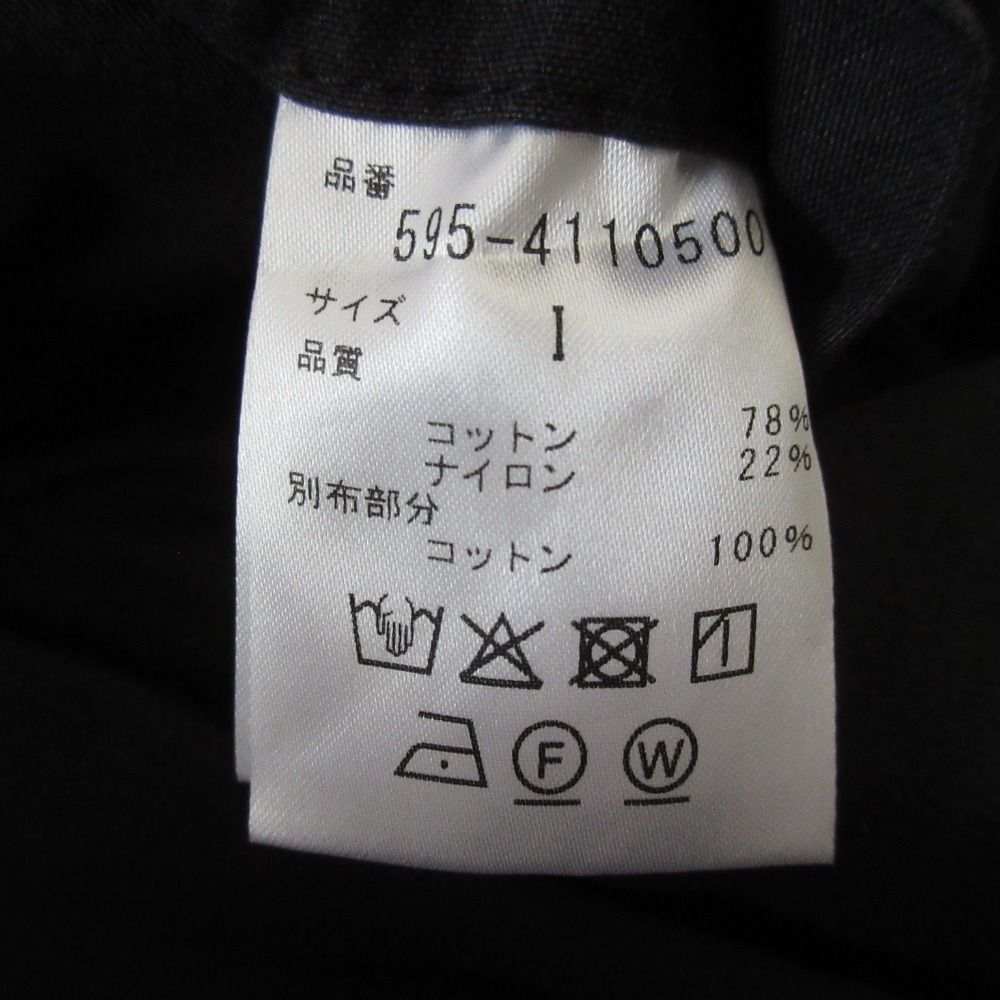 品番
595-4110500
サイズ I
品質
コットン 78%
ナイロン 22%
別布部分
コットン 100%
F W